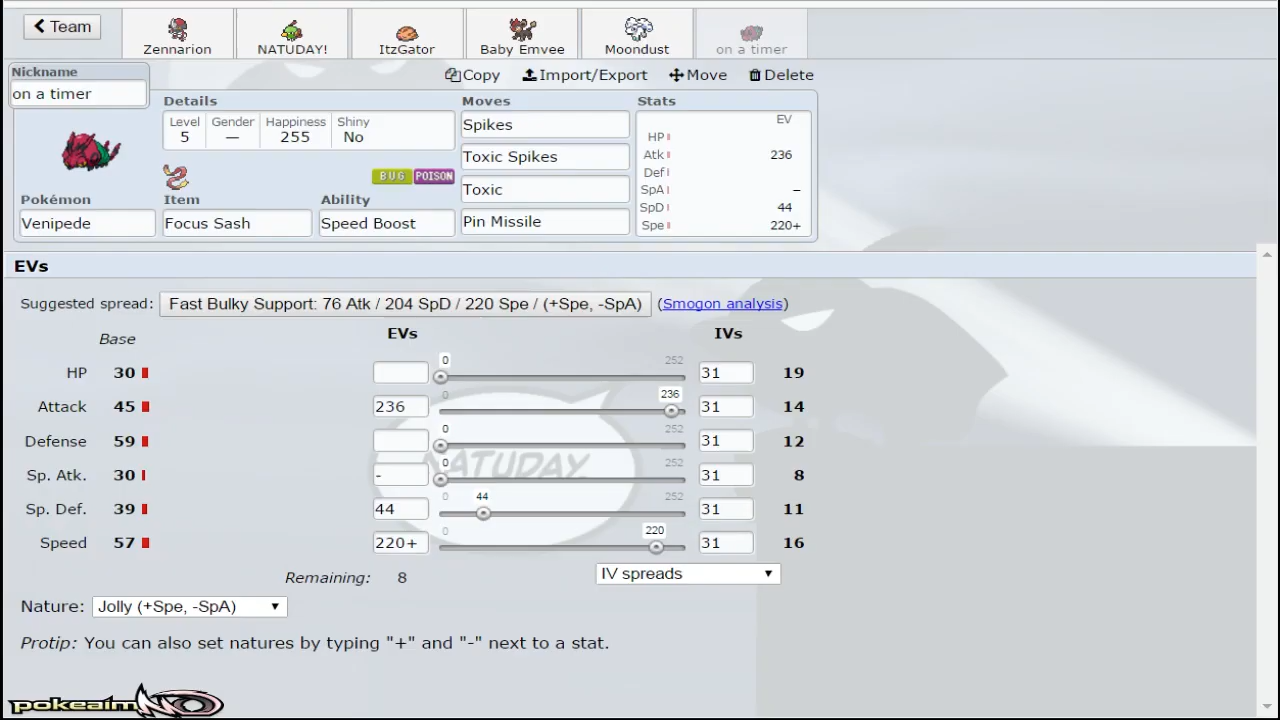 Team
Zennarion
NATUDAY!
ItzGator
Baby Emvee
Moondust
on a timer
Copy Import/Export Move Delete
Nickname
on a timer
Details
Level Gender Happiness Shiny
5 — 255 No
BUG POISON
Pokémon Item Ability
Venipede Focus Sash Speed Boost
Moves
Spikes
Toxic Spikes
Toxic
Pin Missile
Stats
EV
HP
Atk 236
Def
SpA –
SpD 44
Spe 220+
EVs
Suggested spread: Fast Bulky Support: 76 Atk / 204 SpD / 220 Spe / (+Spe, -SpA) (Smogon analysis)
Base EVs IVs
HP 30 0 252 31 19
Attack 45 236 0 236 31 14
Defense 59 0 252 31 12
Sp. Atk. 30 - 0 252 31 8
Sp. Def. 39 44 0 44 252 31 11
Speed 57 220+ 0 220 31 16
NATUDAY.
Remaining: 8 IV spreads
Nature: Jolly (+Spe, -SpA)
Protip: You can also set natures by typing "+" and "-" next to a stat.
pokeaimMD